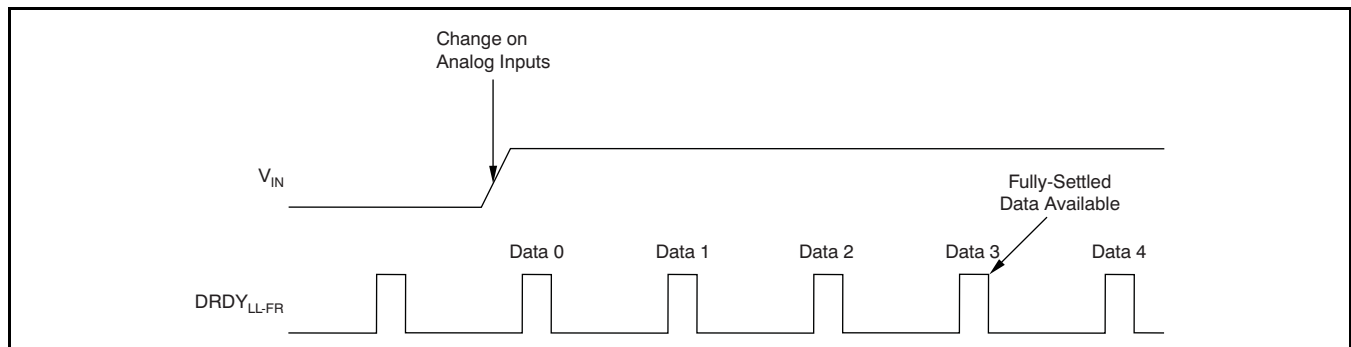 Change on
Analog Inputs
V_IN
Fully-Settled
Data Available
Data 0 Data 1 Data 2 Data 3 Data 4
DRDY_LL-FR